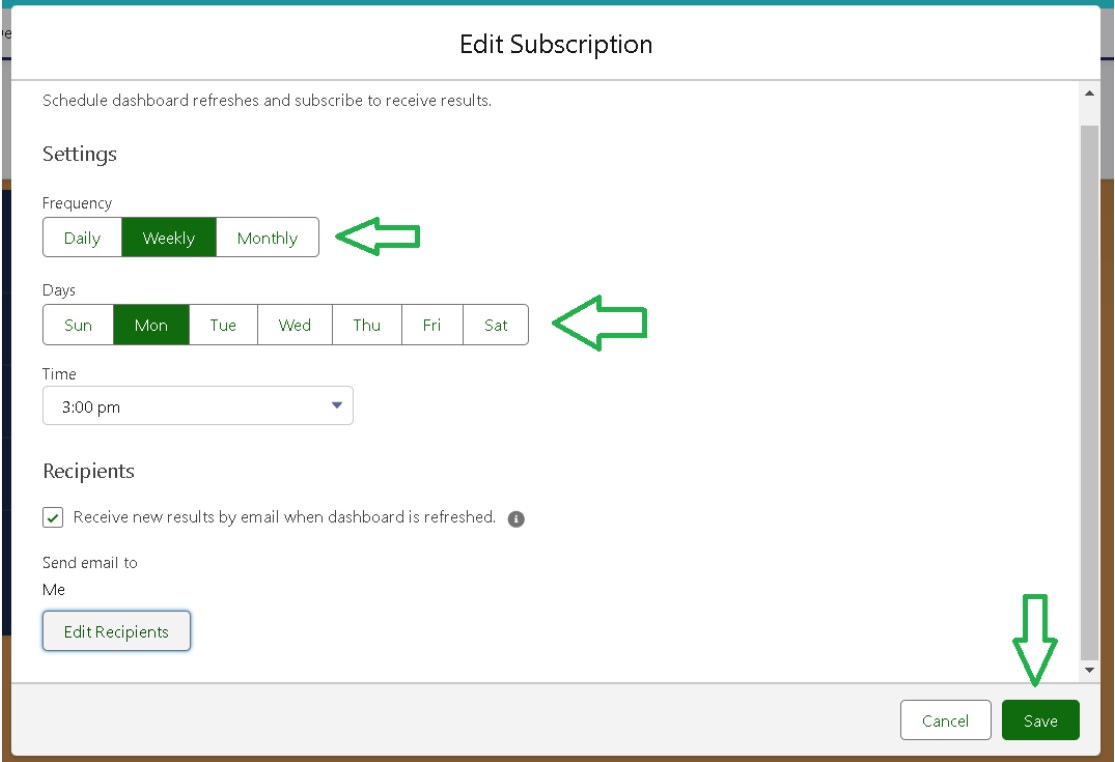 Edit Subscription
Schedule dashboard refreshes and subscribe to receive results.
Settings
Frequency
Daily Weekly Monthly
Days
Sun Mon Tue Wed Thu Fri Sat
Time
3:00 pm
Recipients
Receive new results by email when dashboard is refreshed.
Send email to
Me
Edit Recipients
Cancel Save